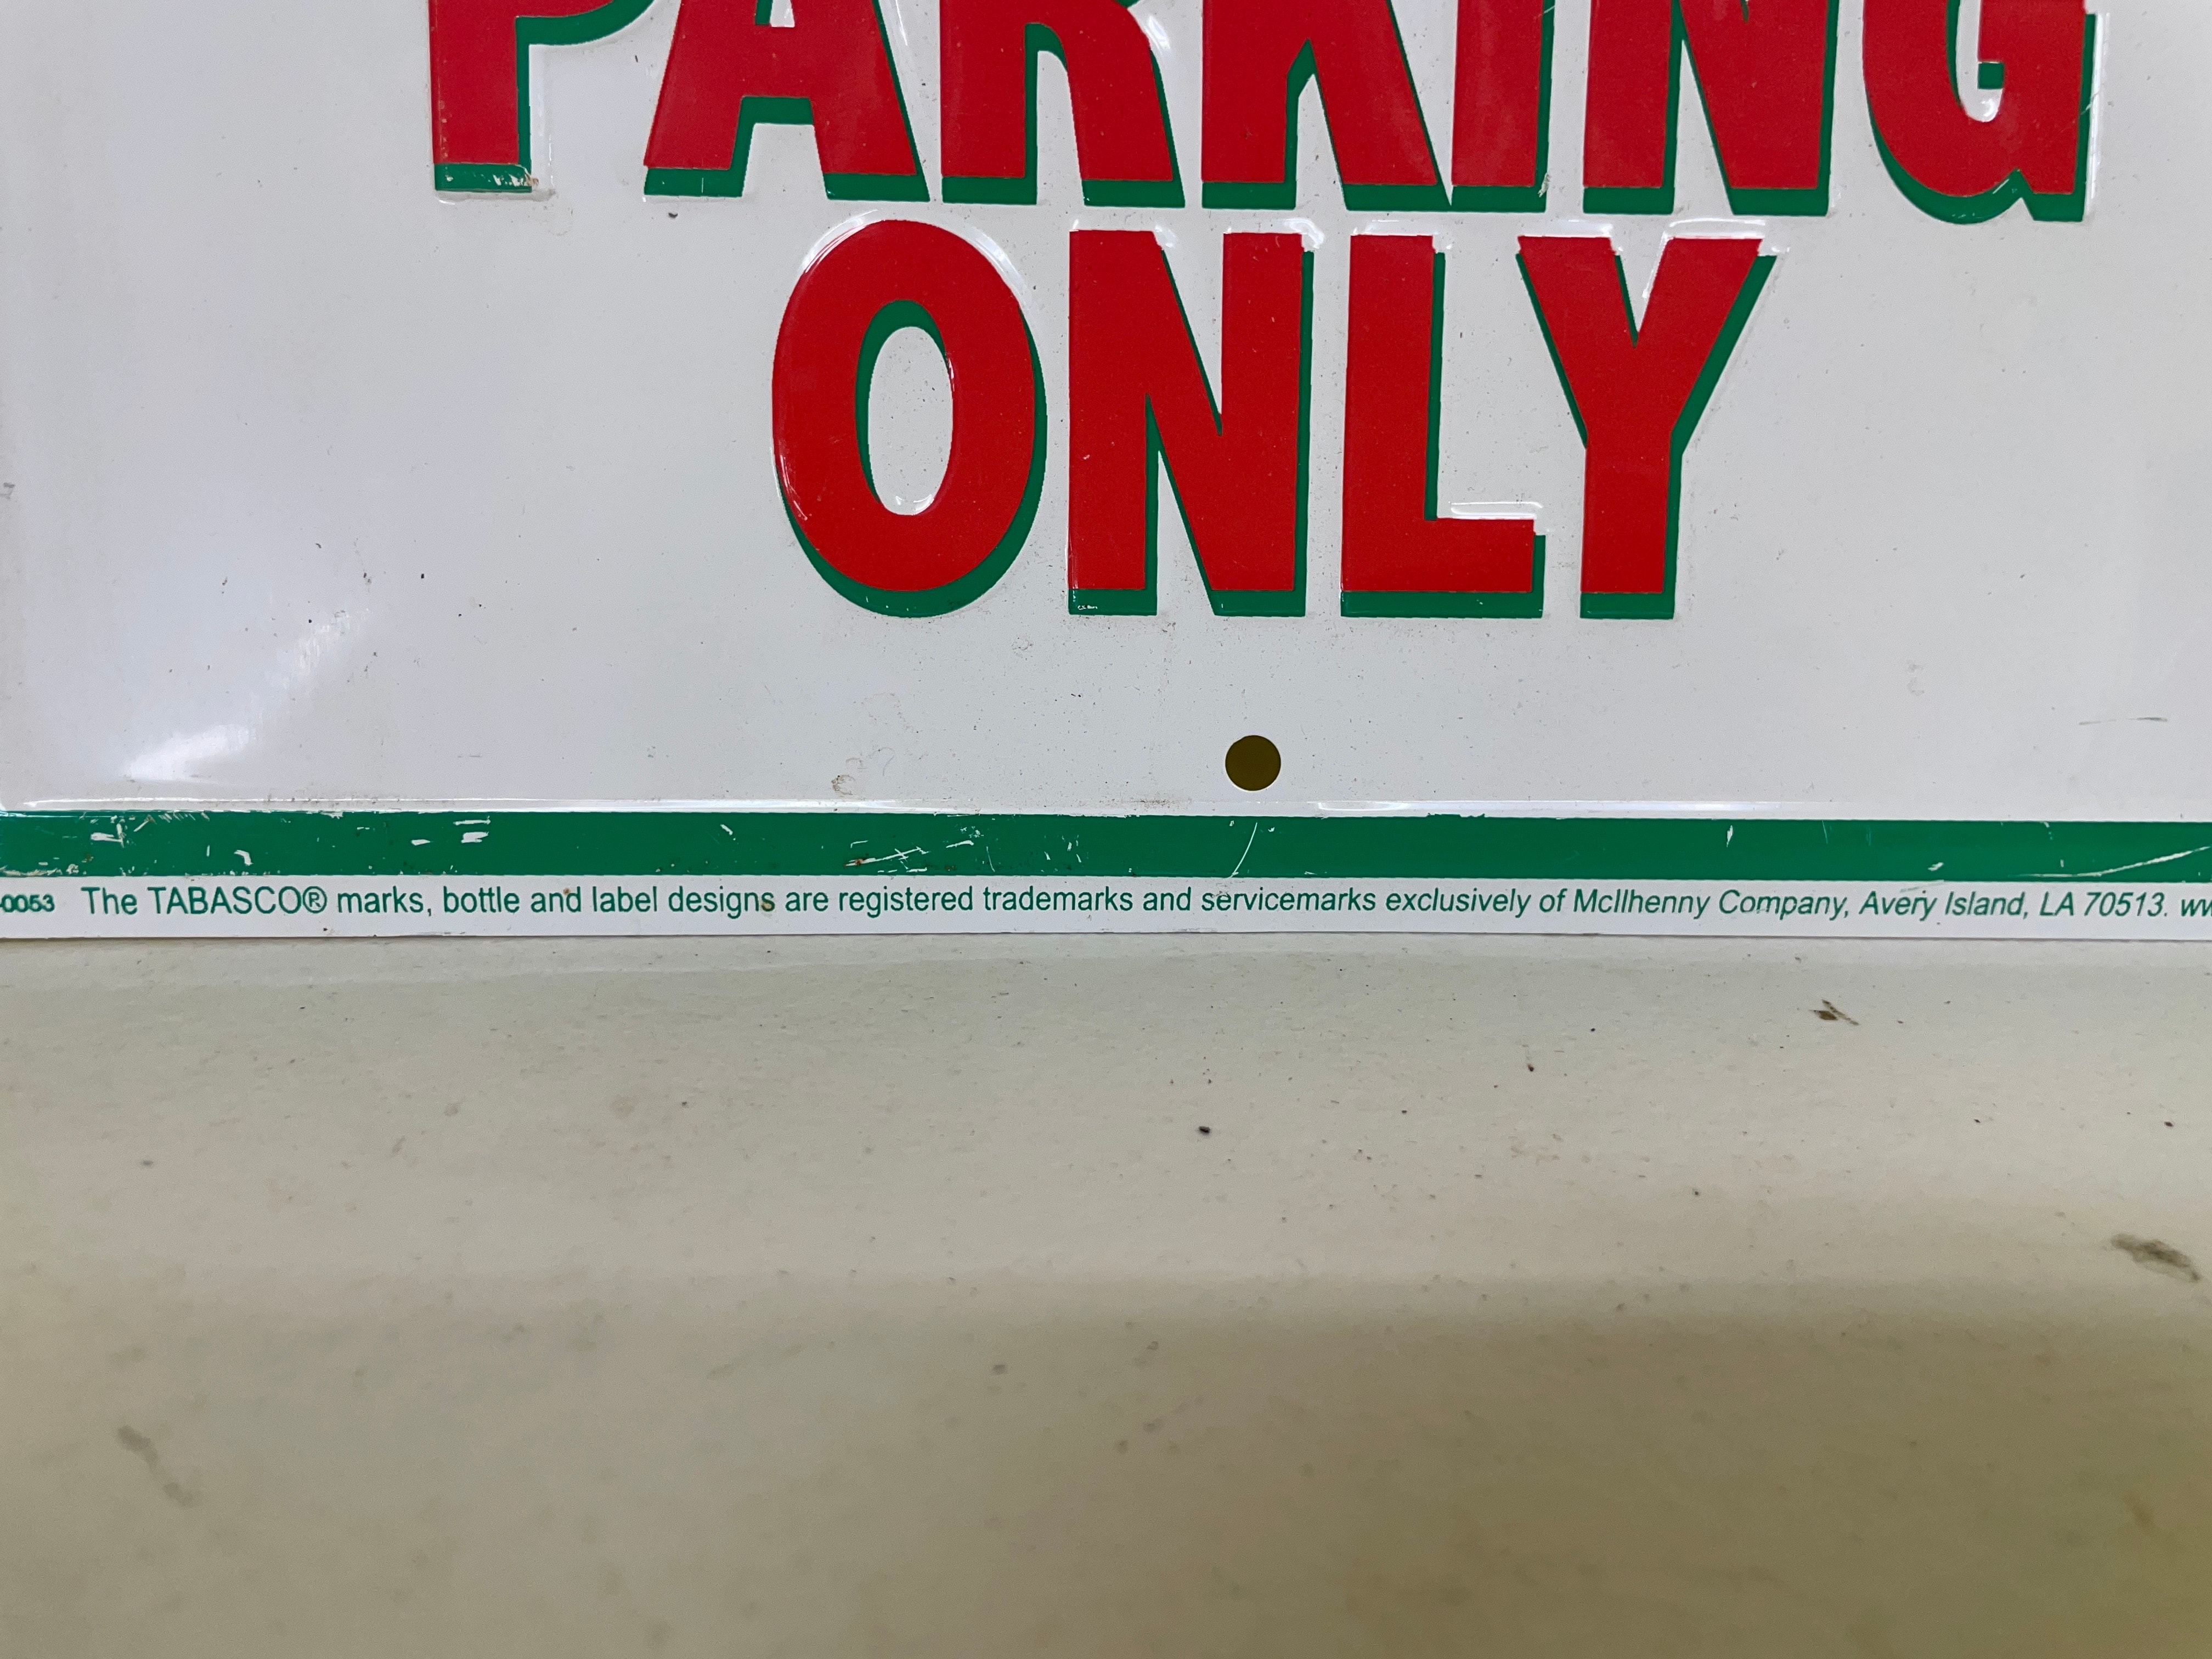 PARKING
ONLY
0053 The TABASCO® marks, bottle and label designs are registered trademarks and servicemarks exclusively of McIlhenny Company, Avery Island, LA 70513.